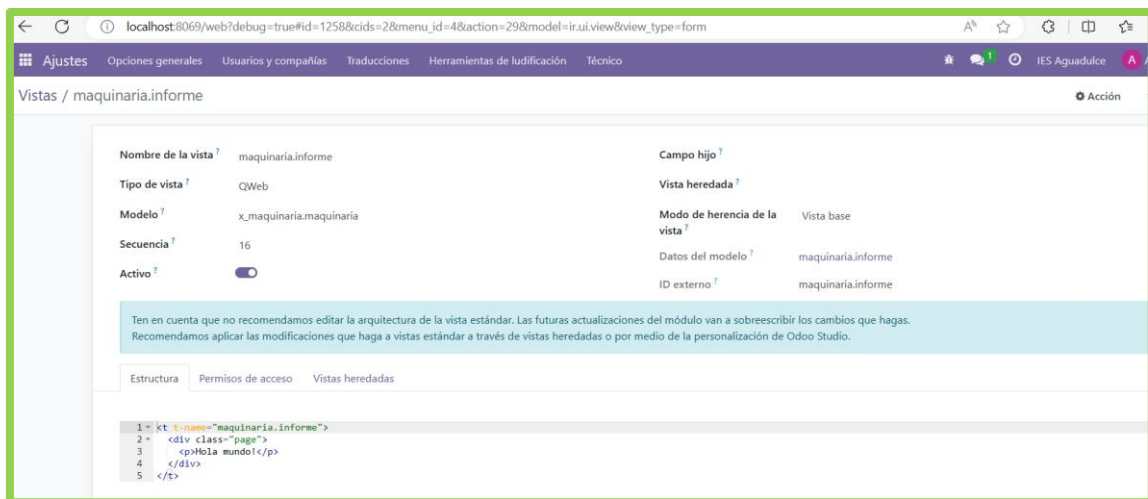 localhost:8069/web?debug=true#id=1258&cids=2&menu_id=4&action=29&model=ir.ui.view&view_type=form
Ajustes Opciones generales Usuarios y compañías Traducciones Herramientas de ludificación Técnico 1 IES Aguadulce A
Vistas / maquinaria.informe Acción
Nombre de la vista ? maquinaria.informe Campo hijo ?
Tipo de vista ? QWeb Vista heredada ?
Modelo ? x_maquinaria.maquinaria Modo de herencia de la vista ? Vista base
Secuencia ? 16 Datos del modelo ? maquinaria.informe
Activo ? ID externo ? maquinaria.informe
Ten en cuenta que no recomendamos editar la arquitectura de la vista estándar. Las futuras actualizaciones del módulo van a sobreescribir los cambios que hagas.
Recomendamos aplicar las modificaciones que haga a vistas estándar a través de vistas heredadas o por medio de la personalización de Odoo Studio.
Estructura Permisos de acceso Vistas heredadas
1 <t t-name="maquinaria.informe">
2 <div class="page">
3 <p>Hola mundo!</p>
4 </div>
5 </t>